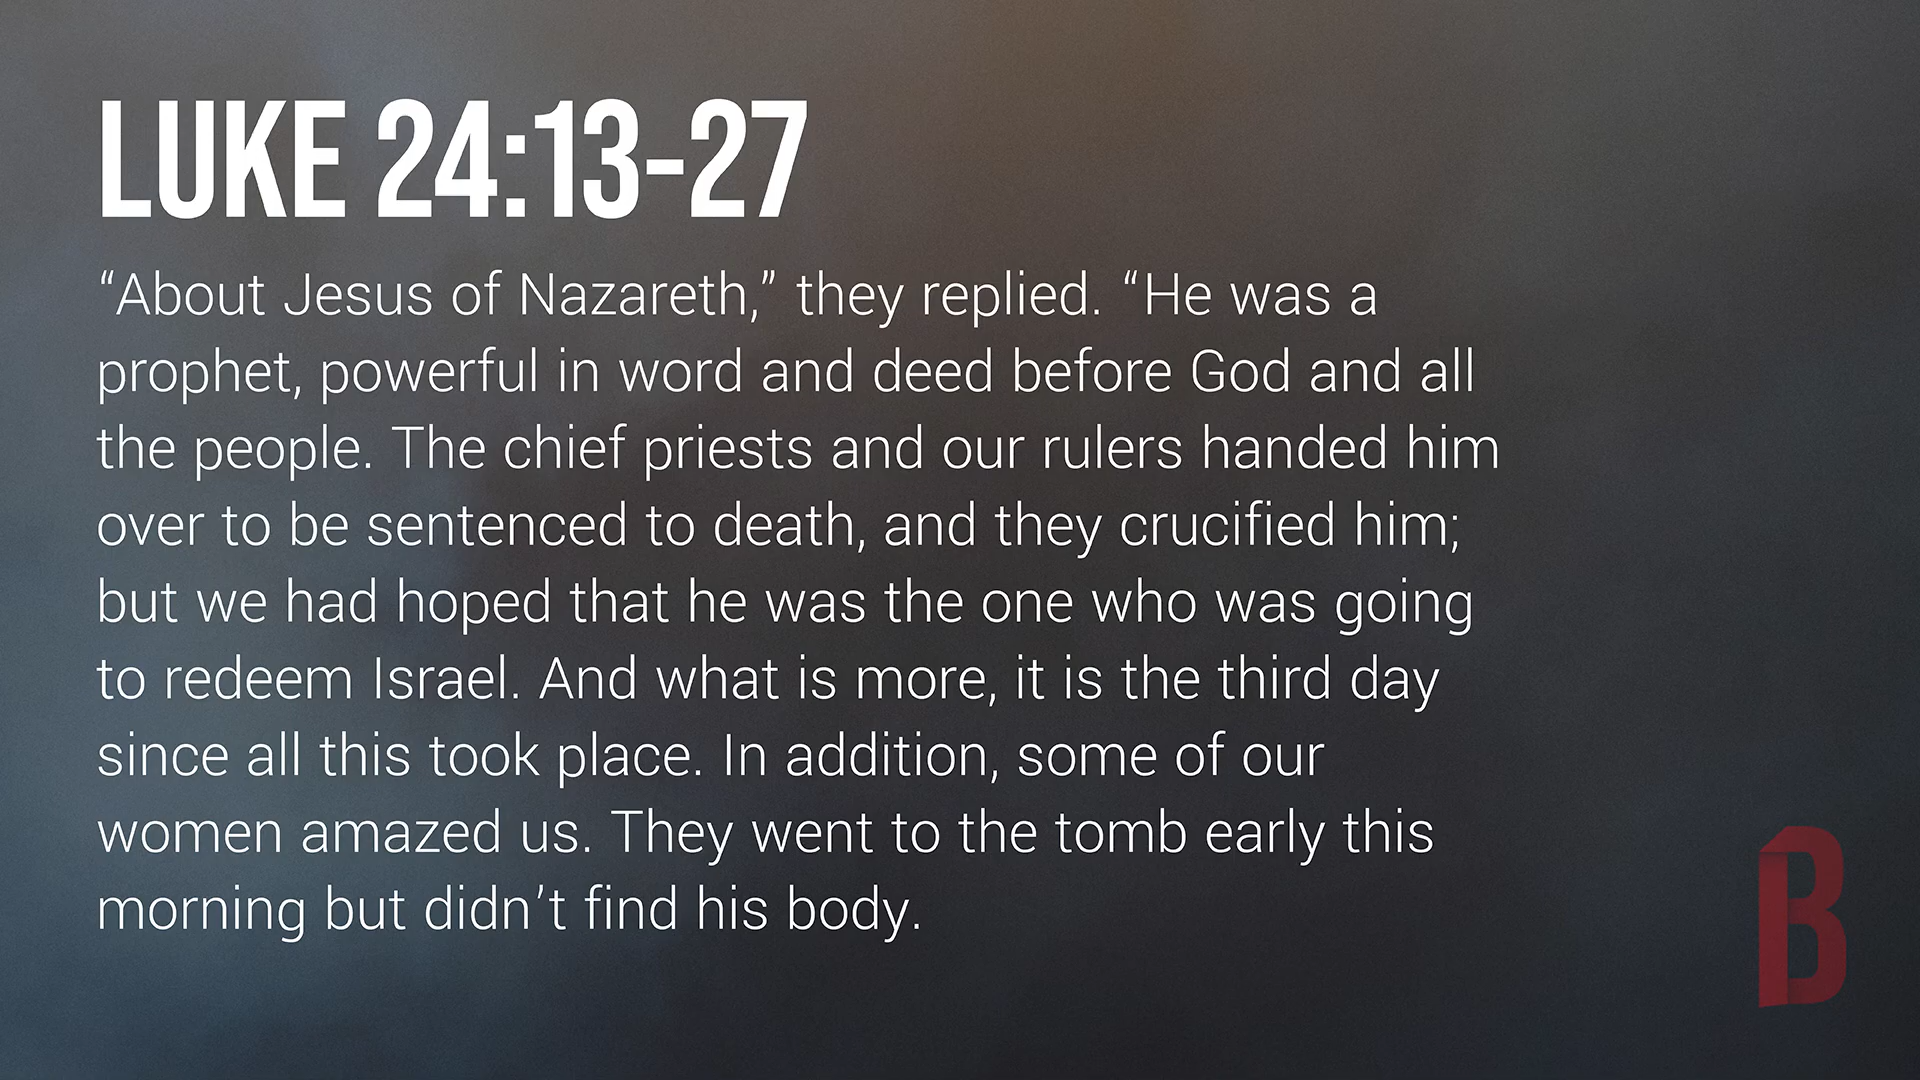 LUKE 24:13-27
“About Jesus of Nazareth,” they replied. “He was a
prophet, powerful in word and deed before God and all
the people. The chief priests and our rulers handed him
over to be sentenced to death, and they crucified him;
but we had hoped that he was the one who was going
to redeem Israel. And what is more, it is the third day
since all this took place. In addition, some of our
women amazed us. They went to the tomb early this
morning but didn’t find his body.
B